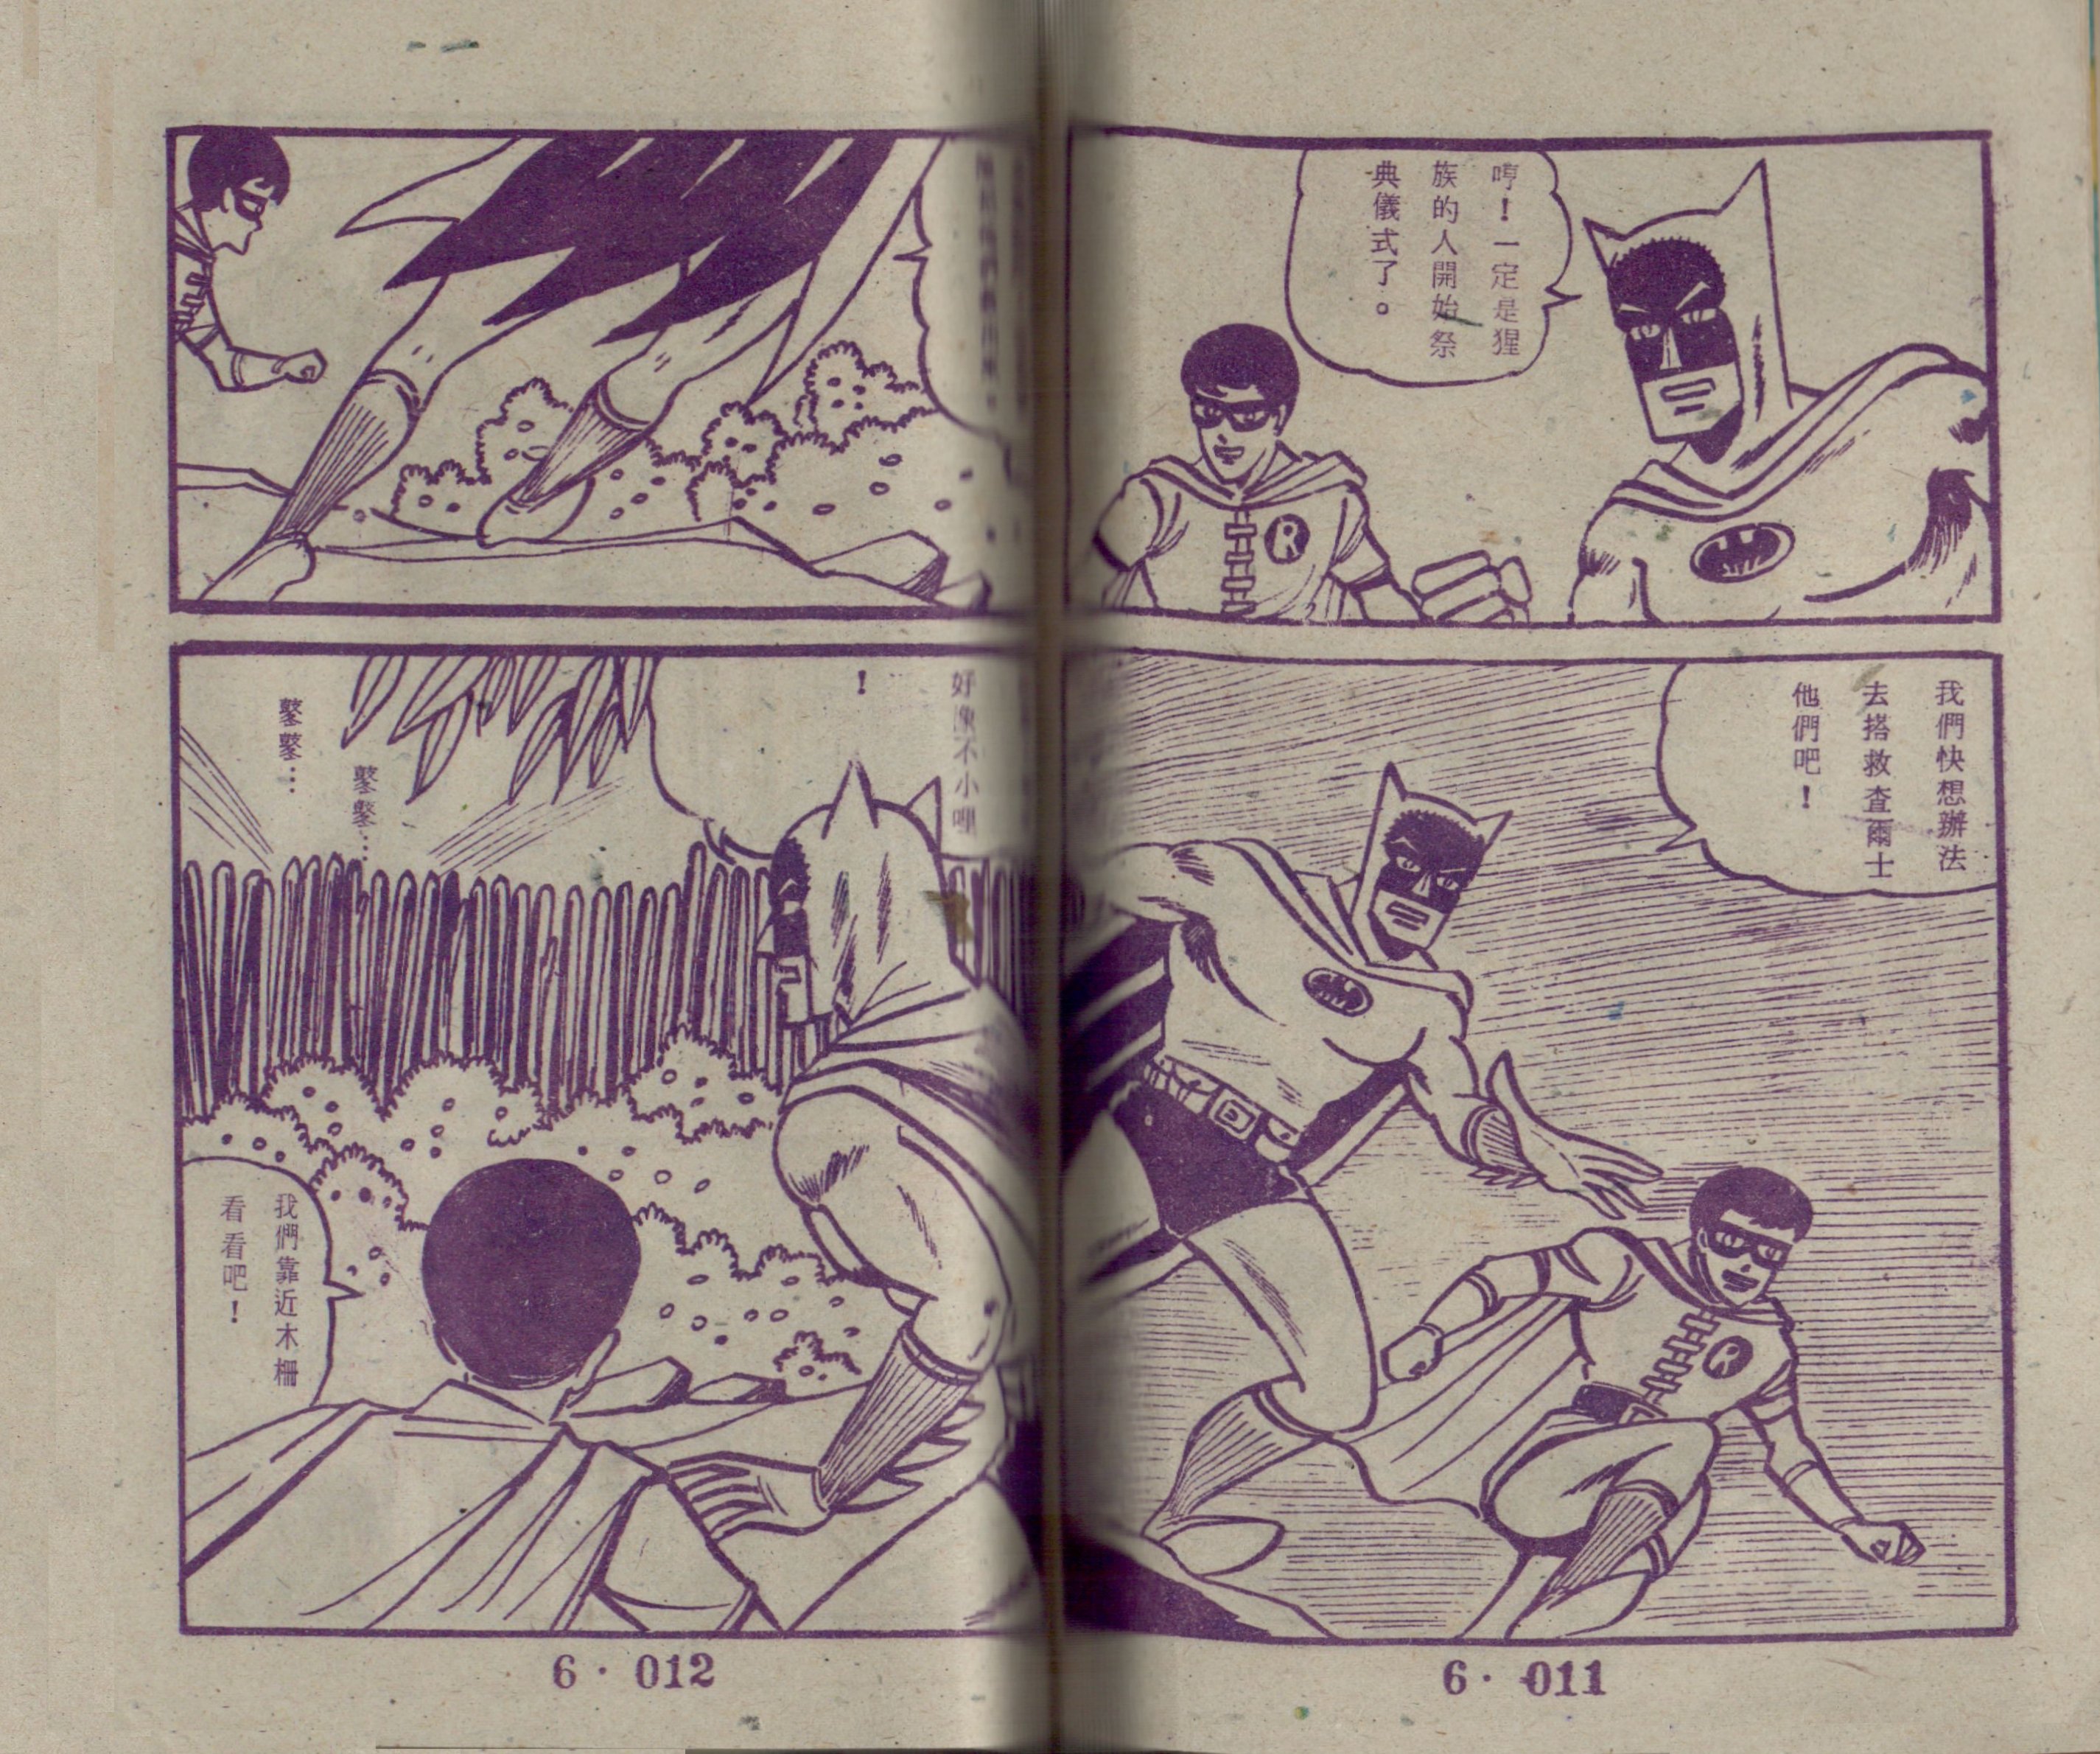 哼!一定是猩
族的人開始祭
典儀式了。
R
我們快想辦法
去搭救查爾士
他們吧!
R
6·011
好像不小哩
!
鼕鼕…
鼕鼕…
我們靠近木柵
看看吧!
6·012